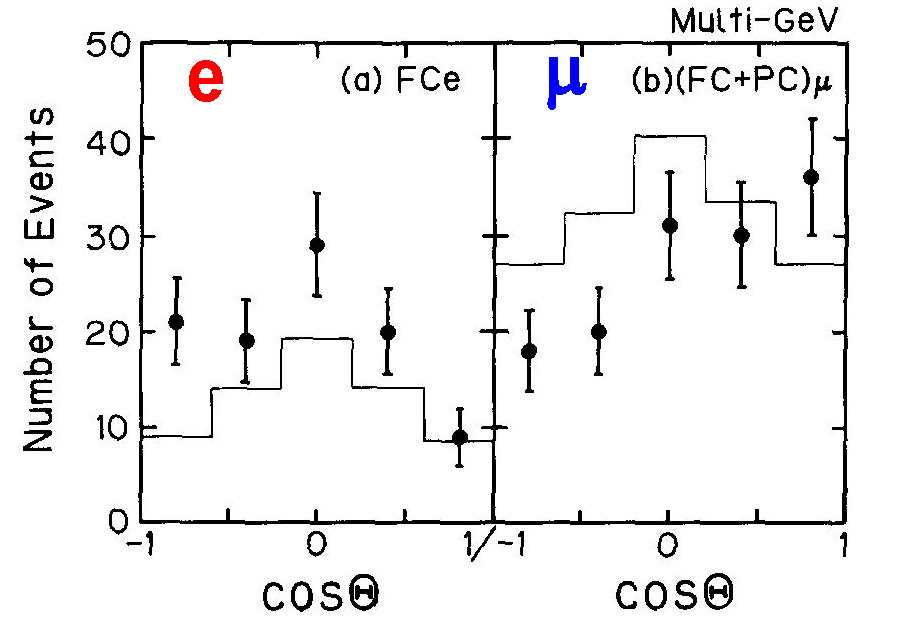 Multi-GeV
e (a) FCe
μ (b)(FC+PC)μ
Number of Events
50
40
30
20
10
0
-1 0 1/-1 0 1
cosΘ cosΘ